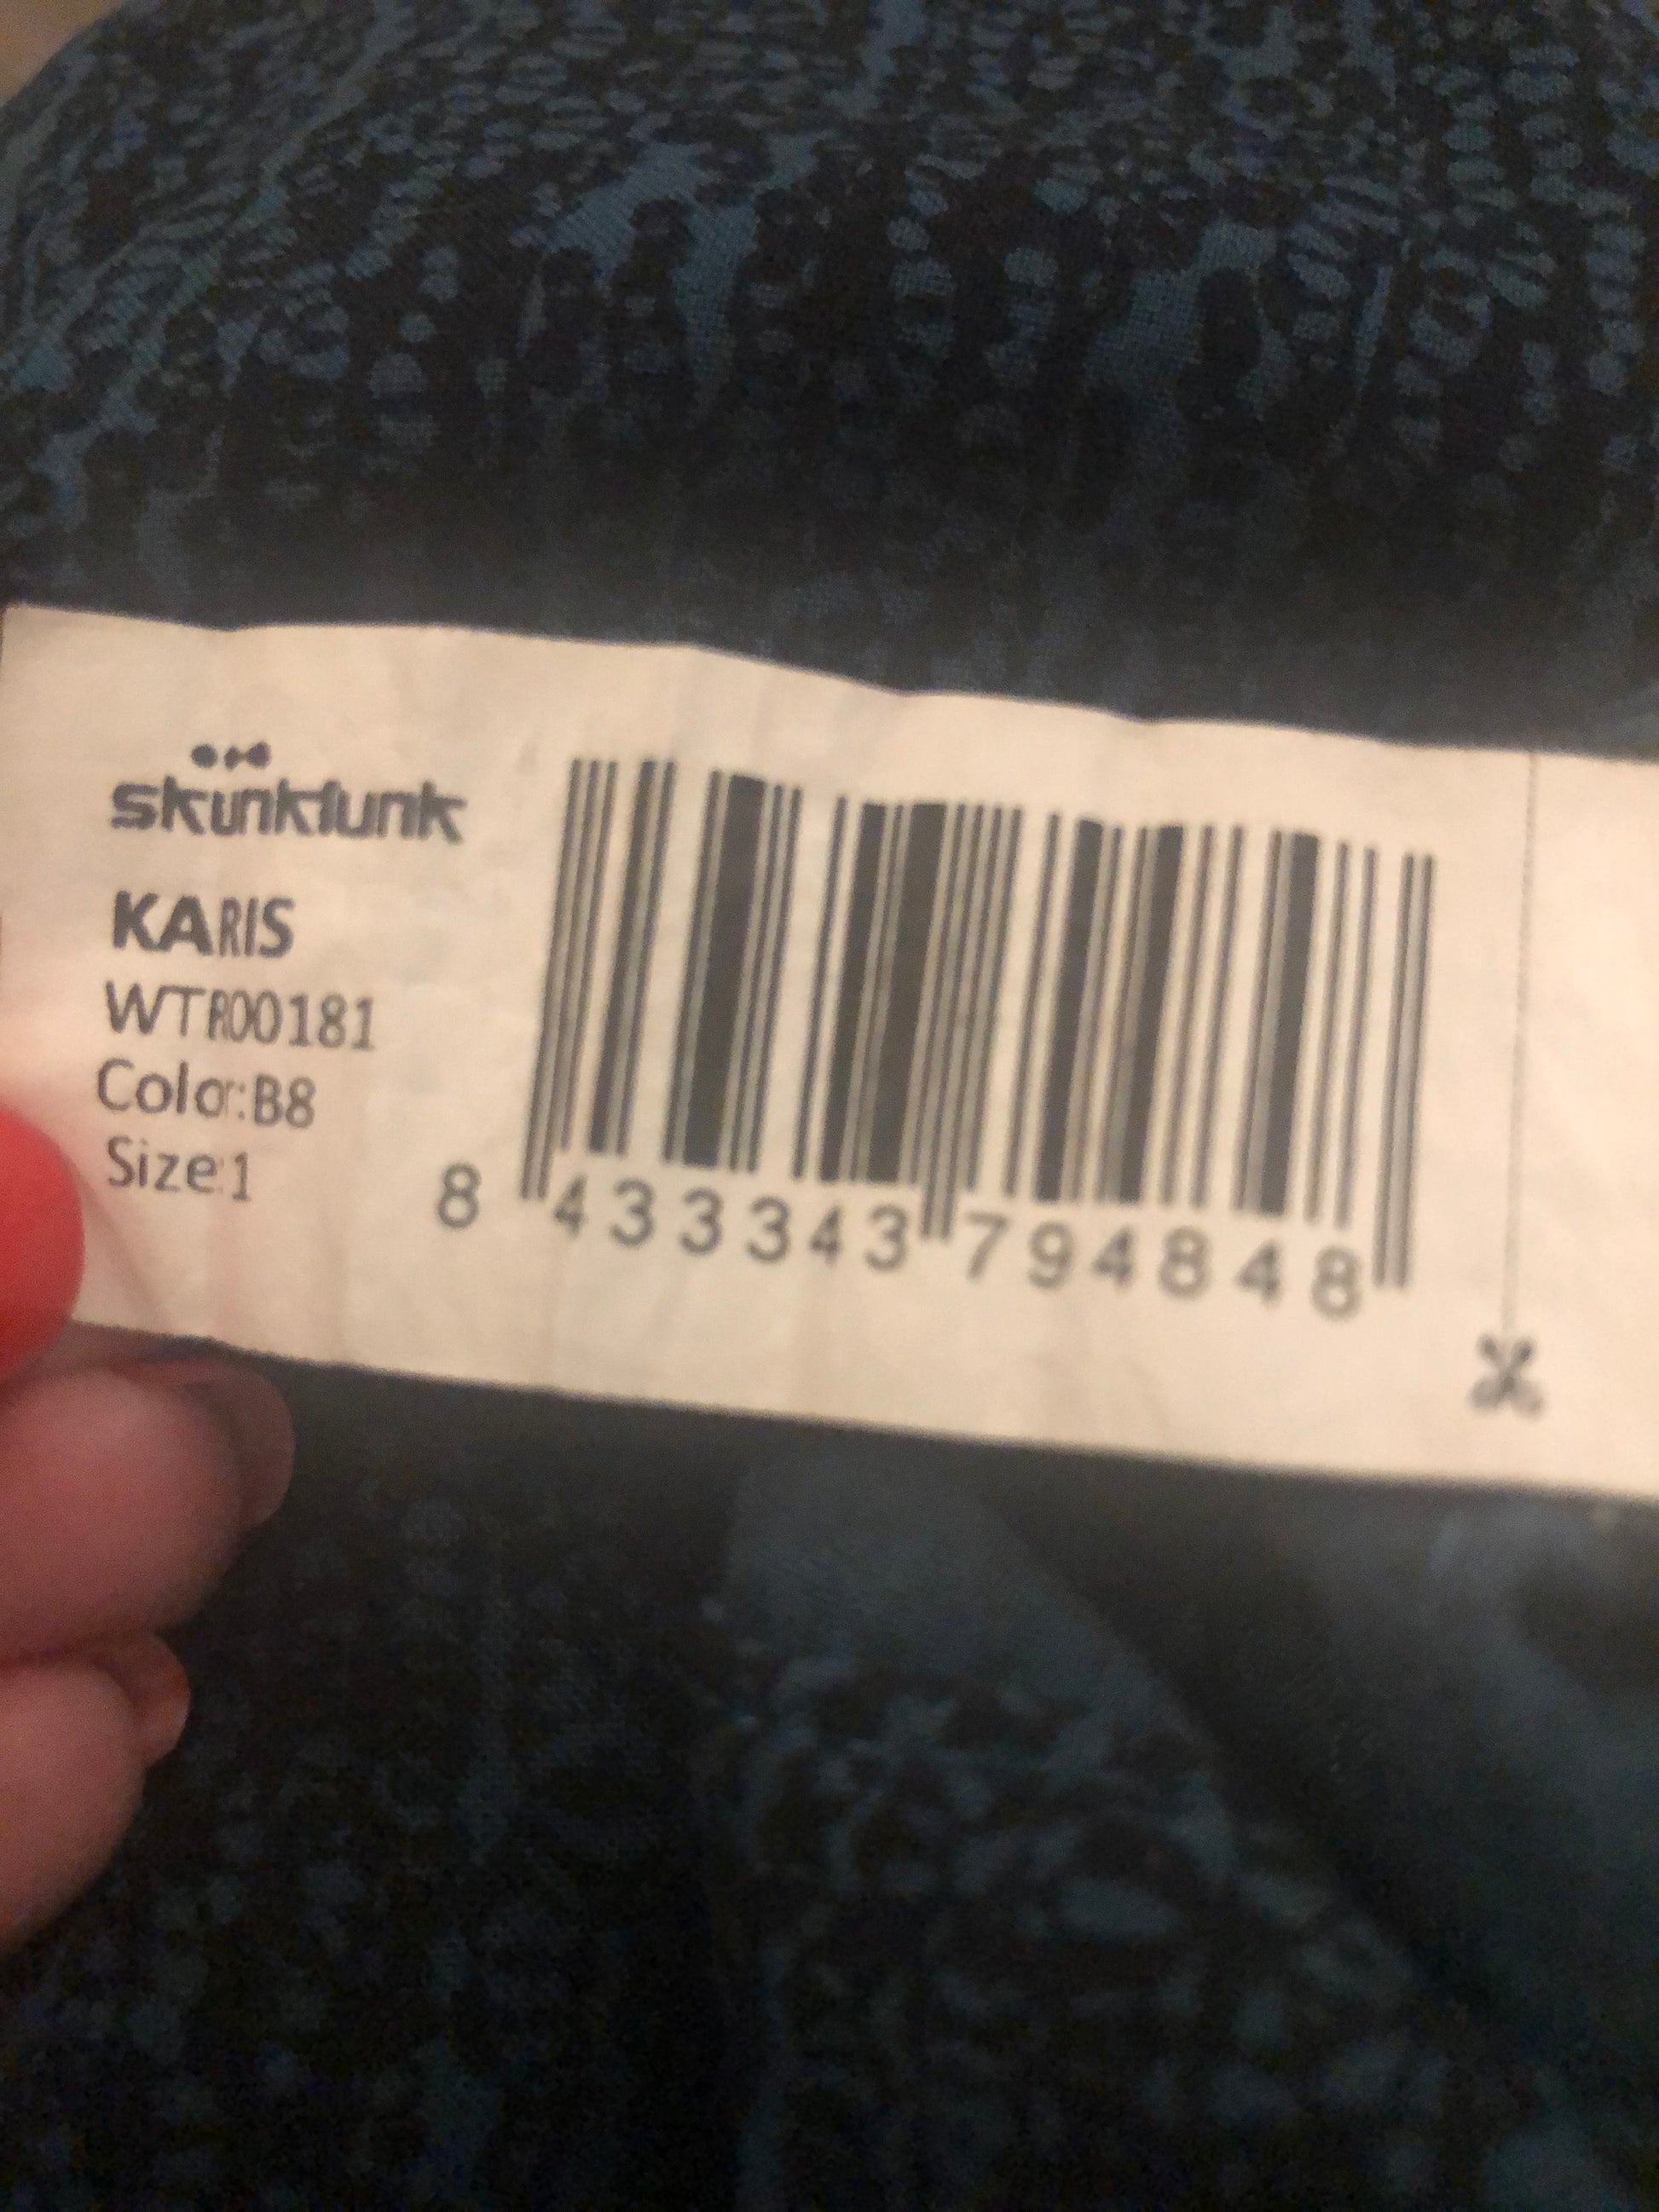 skunkfunk
KARIS
WTR00181
Color:B8
Size:1
8 433343 794848